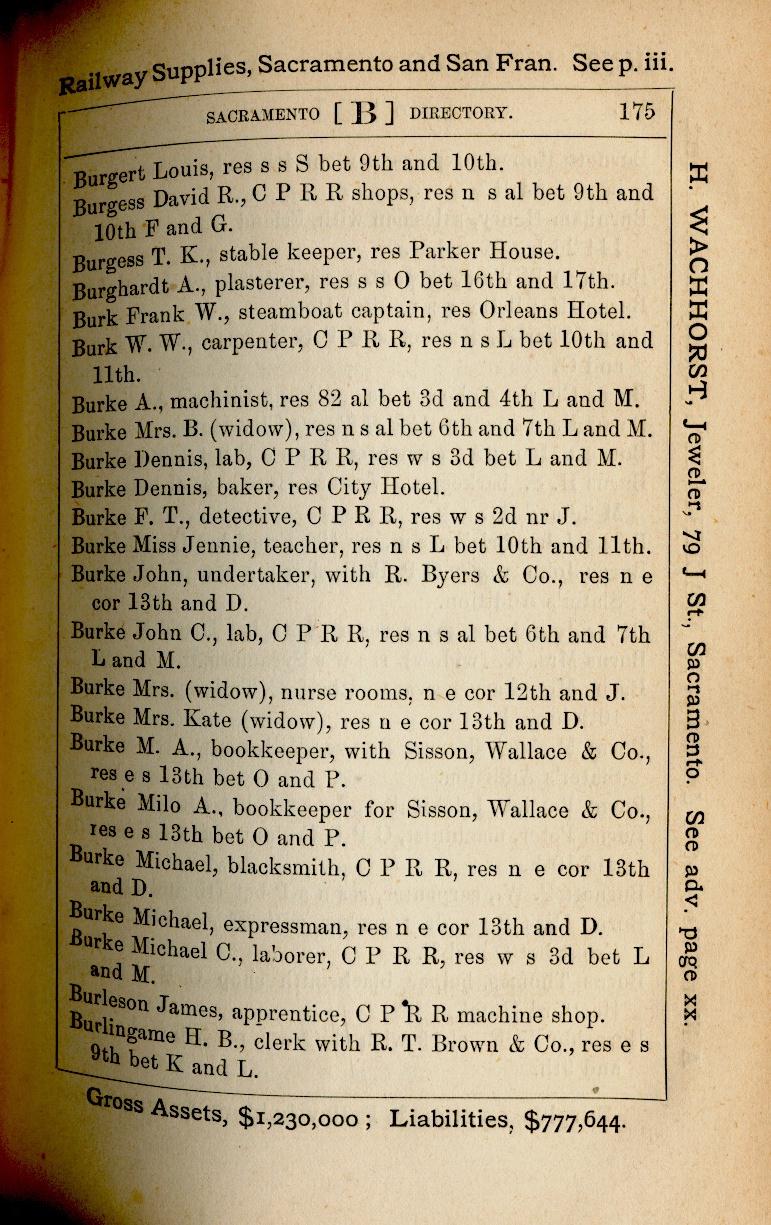 Railway Supplies, Sacramento and San Fran. See p. iii.
SACRAMENTO [ B ] DIRECTORY. 175
Burgert Louis, res s s S bet 9th and 10th.
Burgess David R., C P R R shops, res n s al bet 9th and
10th F and G.
Burgess T. K., stable keeper, res Parker House.
Burghardt A., plasterer, res s s O bet 16th and 17th.
Burk Frank W., steamboat captain, res Orleans Hotel.
Burk W. W., carpenter, C P R R, res n s L bet 10th and
11th.
Burke A., machinist, res 82 al bet 3d and 4th L and M.
Burke Mrs. B. (widow), res n s al bet 6th and 7th L and M.
Burke Dennis, lab, C P R R, res w s 3d bet L and M.
Burke Dennis, baker, res City Hotel.
Burke F. T., detective, C P R R, res w s 2d nr J.
Burke Miss Jennie, teacher, res n s L bet 10th and 11th.
Burke John, undertaker, with R. Byers & Co., res n e
cor 13th and D.
Burke John C., lab, C P R R, res n s al bet 6th and 7th
L and M.
Burke Mrs. (widow), nurse rooms, n e cor 12th and J.
Burke Mrs. Kate (widow), res n e cor 13th and D.
Burke M. A., bookkeeper, with Sisson, Wallace & Co.,
res e s 13th bet O and P.
Burke Milo A., bookkeeper for Sisson, Wallace & Co.,
res e s 13th bet O and P.
Burke Michael, blacksmith, C P R R, res n e cor 13th
and D.
Burke Michael, expressman, res n e cor 13th and D.
Burke Michael C., laborer, C P R R, res w s 3d bet L
and M.
Burleson James, apprentice, C P R R machine shop.
Burlingame H. B., clerk with R. T. Brown & Co., res e s
9th bet K and L.
Gross Assets, $1,230,000 ; Liabilities, $777,644.
H. WACHHORST, Jeweler, 79 J St., Sacramento. See adv. page xx.